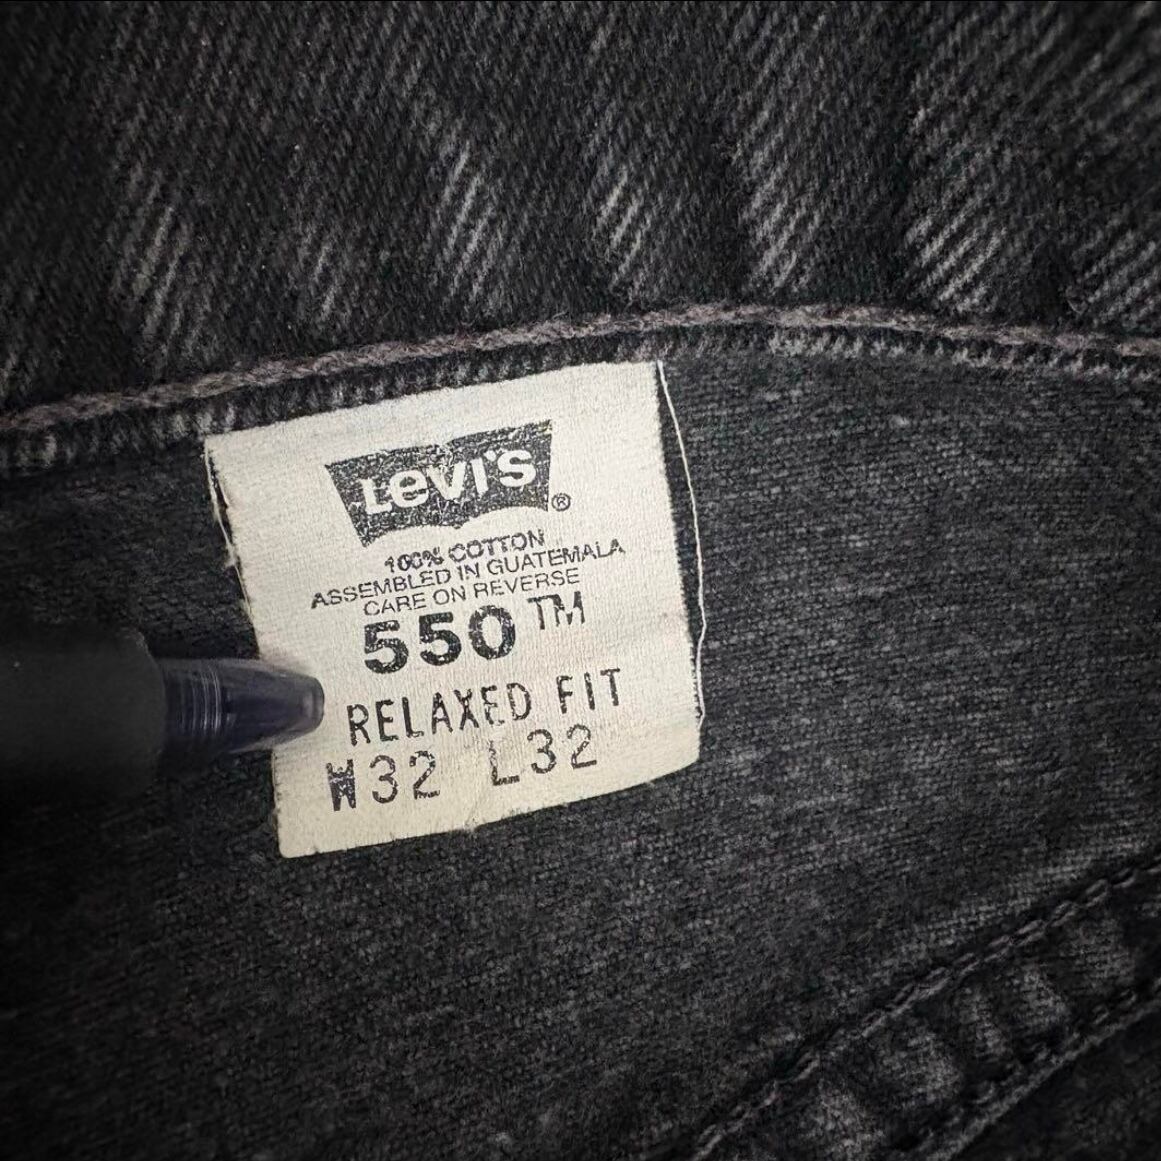 Levi's®
100% COTTON
ASSEMBLED IN GUATEMALA
CARE ON REVERSE
550™
RELAXED FIT
W32 L32